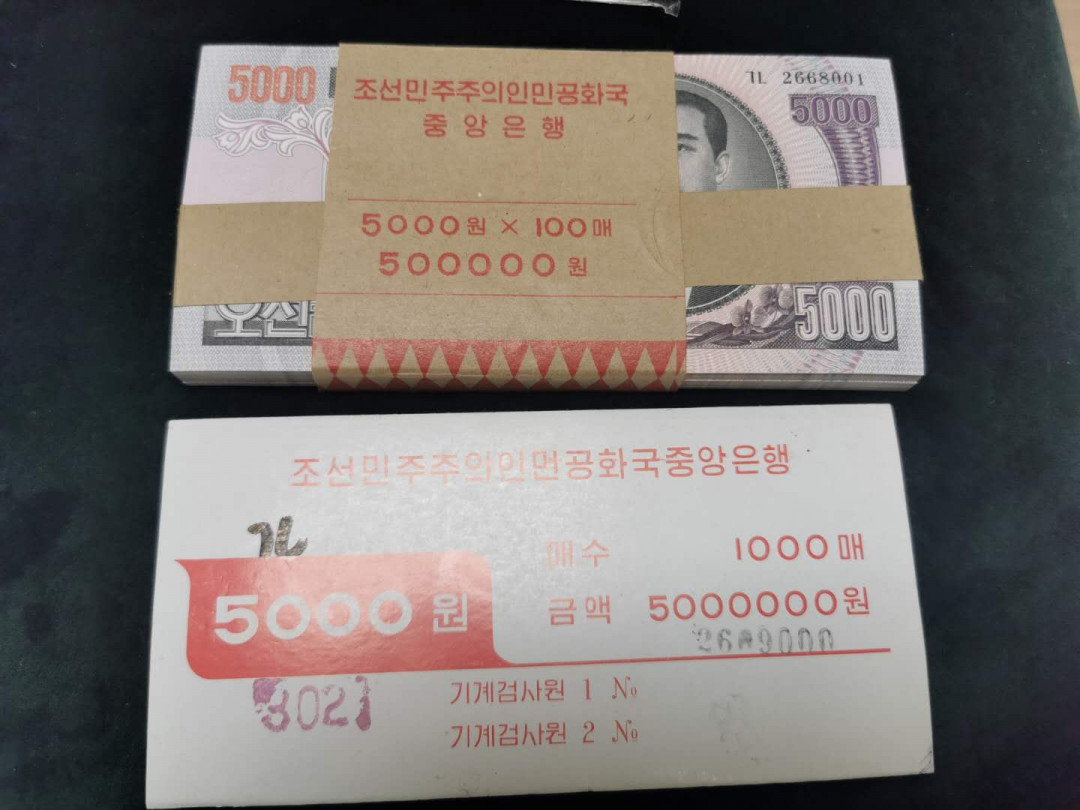 5000
ㄱㄴ 2668001
5000
조선민주주의인민공화국
중앙은행
5000원 × 100매
500000원
5000
조선민주주의인민공화국중앙은행
ㄱㄴ
매수 1000매
5000원
금액 5000000원
3021
기계검사원 1 №
기계검사원 2 №